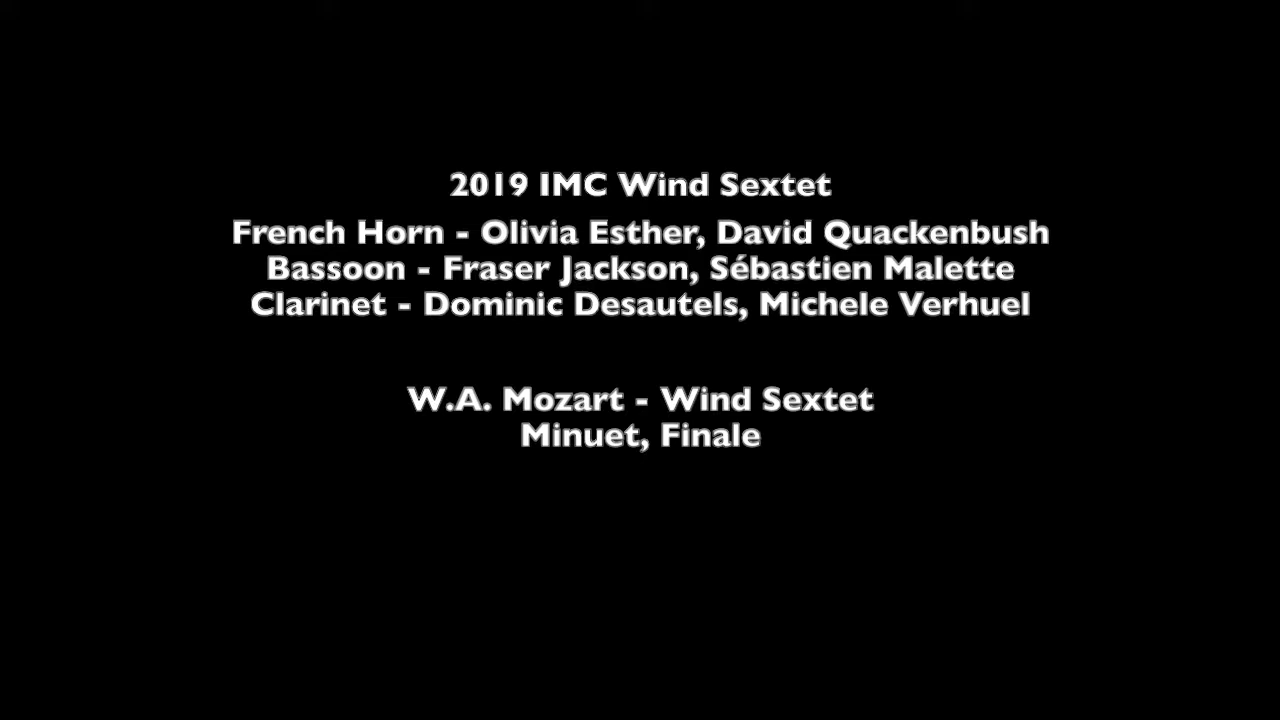 2019 IMC Wind Sextet
French Horn - Olivia Esther, David Quackenbush
Bassoon - Fraser Jackson, Sébastien Malette
Clarinet - Dominic Desautels, Michele Verhuel
W.A. Mozart - Wind Sextet
Minuet, Finale